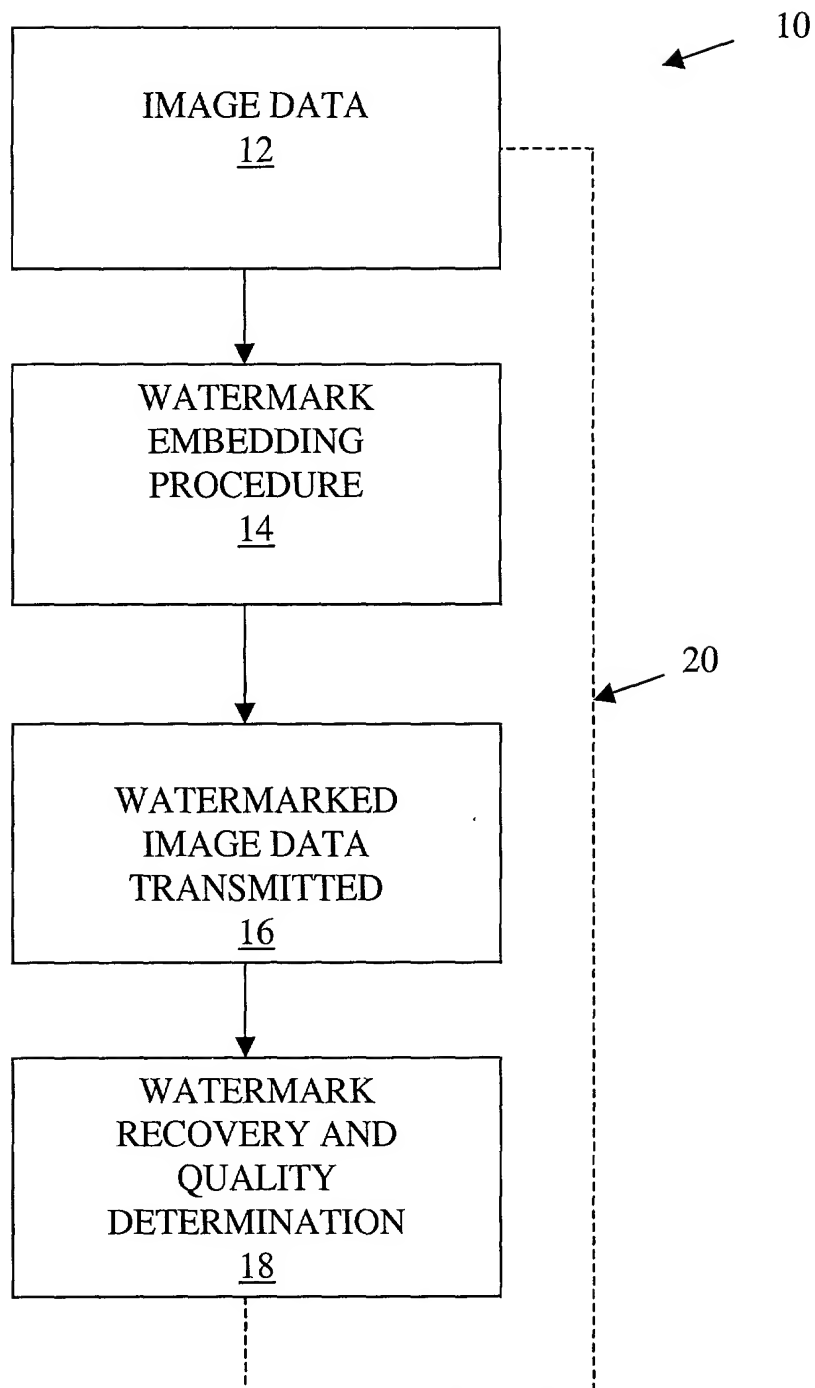 10
IMAGE DATA
12
WATERMARK
EMBEDDING
PROCEDURE
14
20
WATERMARKED
IMAGE DATA
TRANSMITTED
16
WATERMARK
RECOVERY AND
QUALITY
DETERMINATION
18